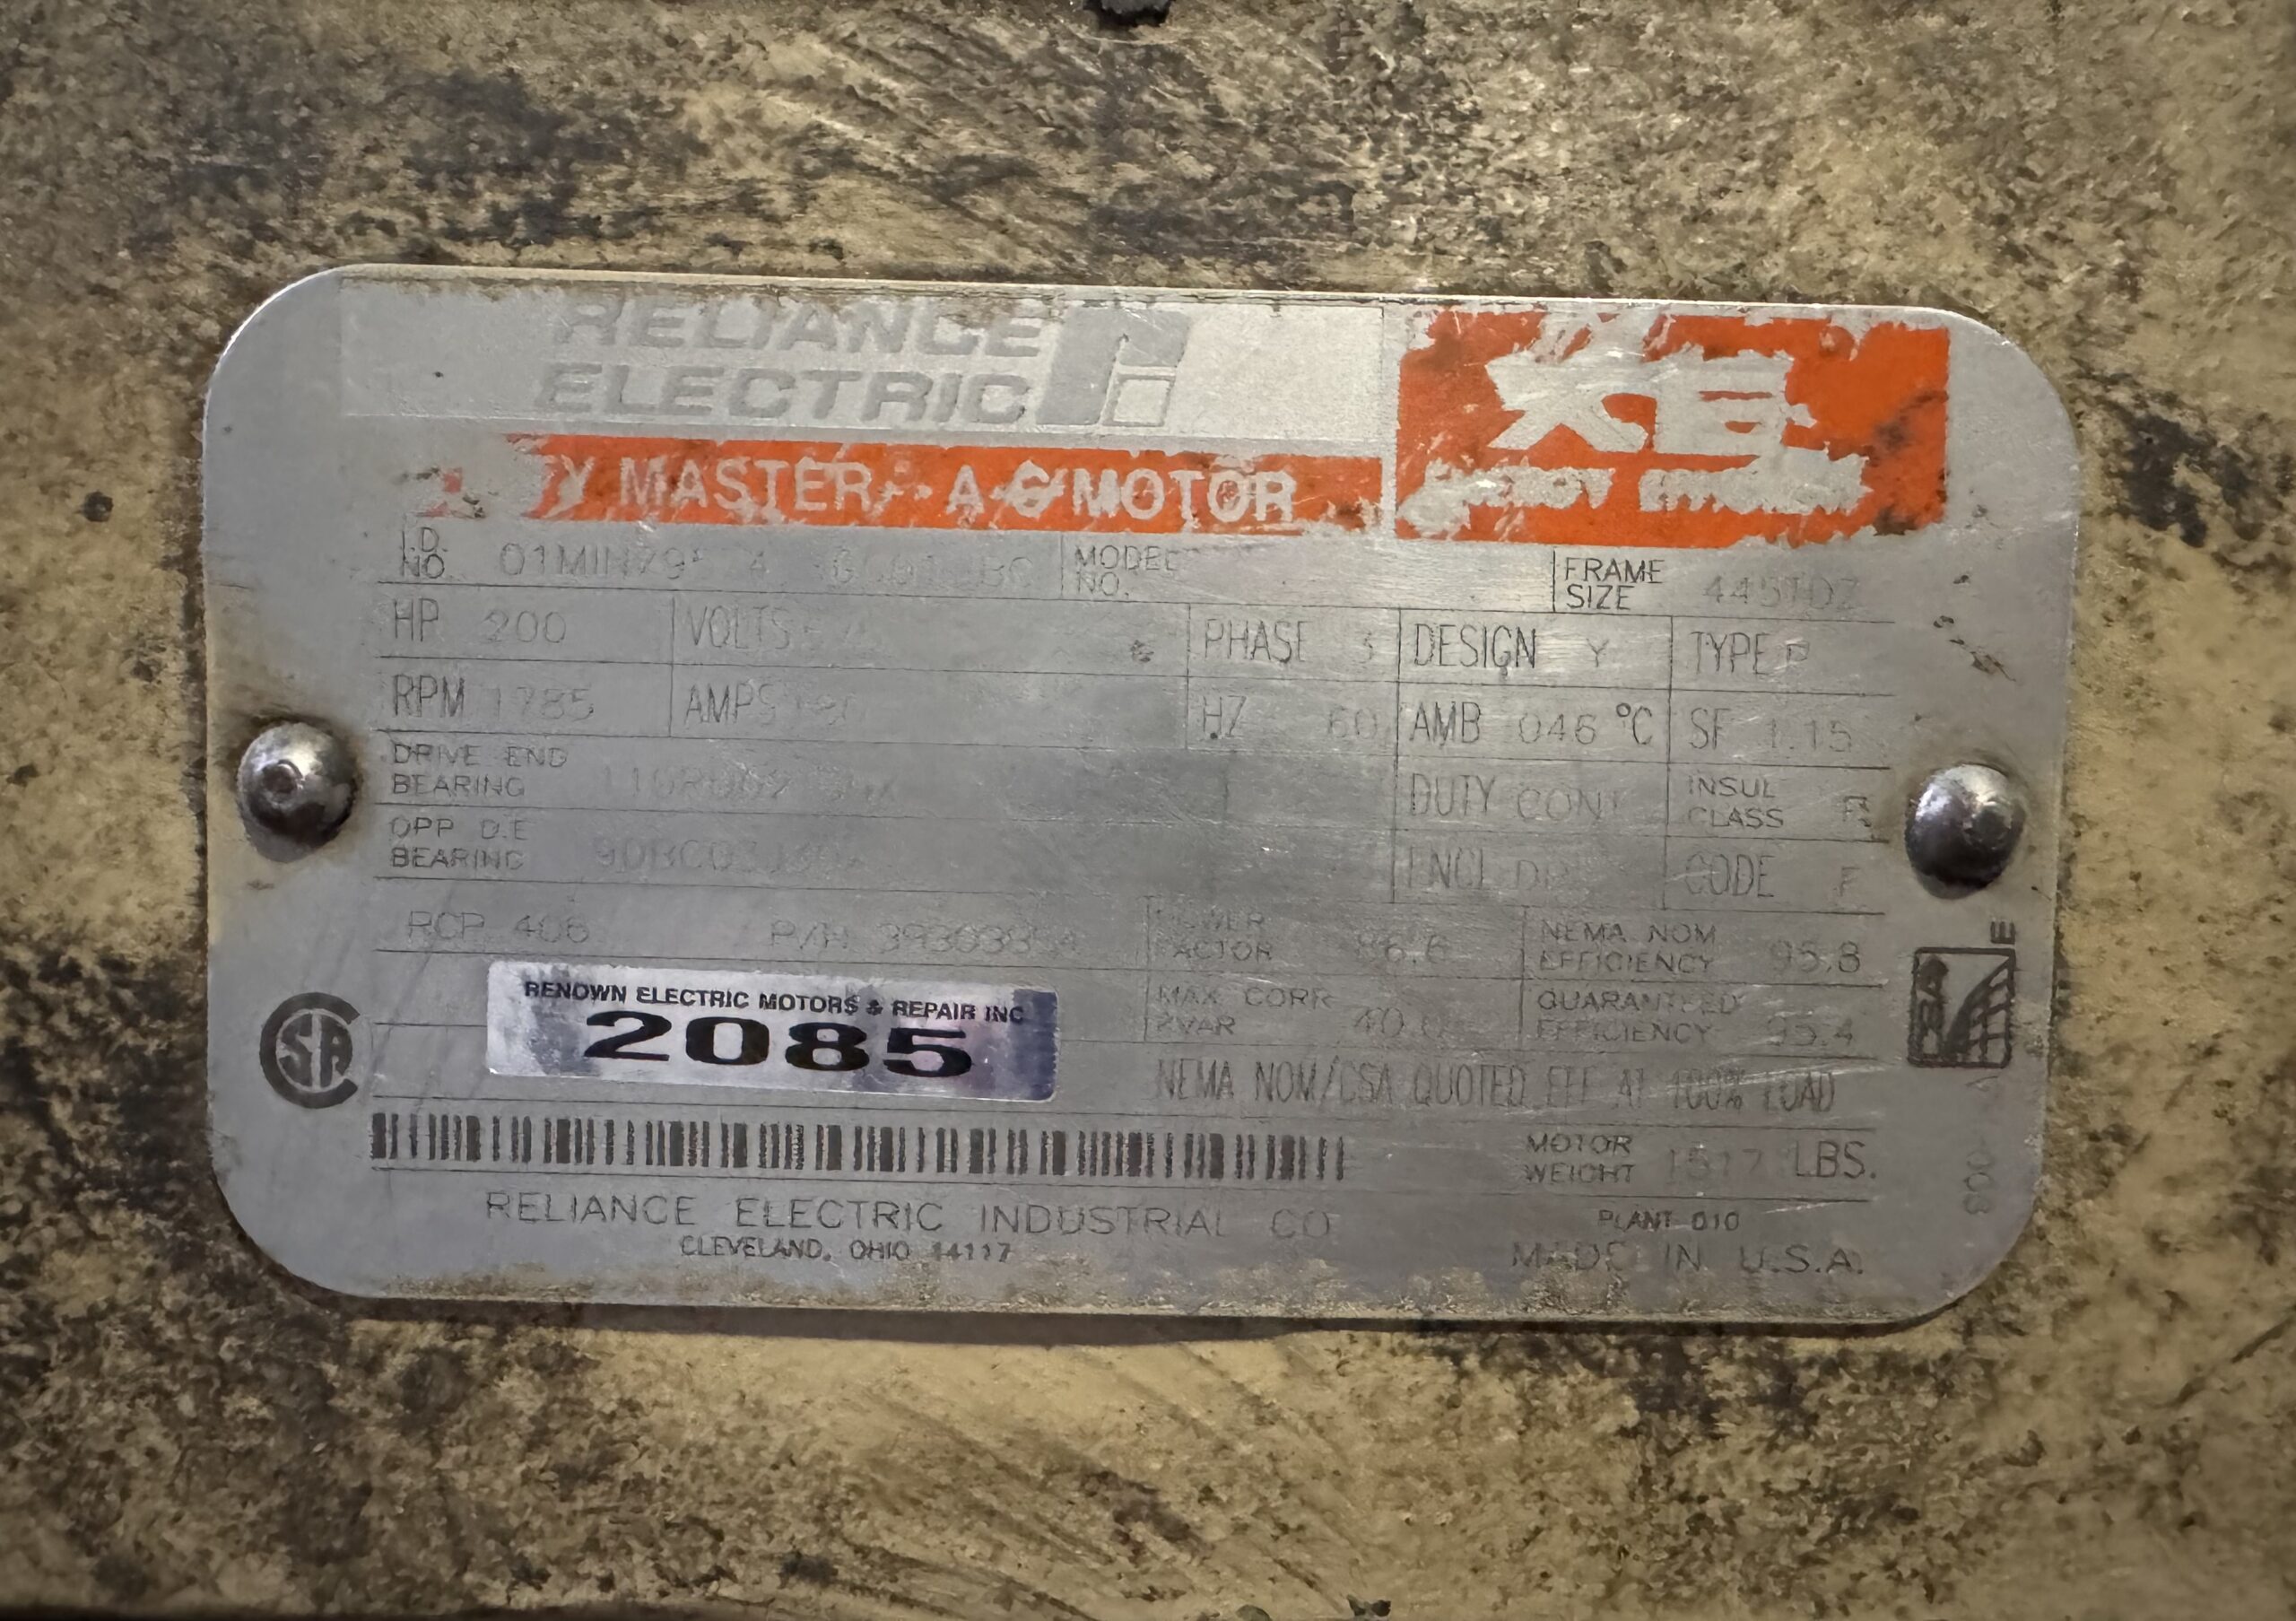 RELIANCE
ELECTRIC
XE
Y MASTER A-C MOTOR
I.D. NO. MODEL NO. FRAME SIZE
HP 200 VOLTS PHASE 3 DESIGN Y TYPE P
RPM 1785 AMPS HZ 60 AMB 046 °C SF 1.15
DRIVE END BEARING DUTY CONT INSUL CLASS F
OPP D.E. BEARING ENCL CODE F
RCP 406 POWER FACTOR 86.6 NEMA NOM EFFICIENCY 95.8
MAX CORR KVAR GUARANTEED EFFICIENCY 95.4
RENOWN ELECTRIC MOTORS & REPAIR INC
2085
CSA
NEMA NOM/CSA QUOTED EFF AT 100% LOAD
MOTOR WEIGHT 1517 LBS.
RELIANCE ELECTRIC INDUSTRIAL CO
CLEVELAND, OHIO 44117
PLANT 010
MADE IN U.S.A.